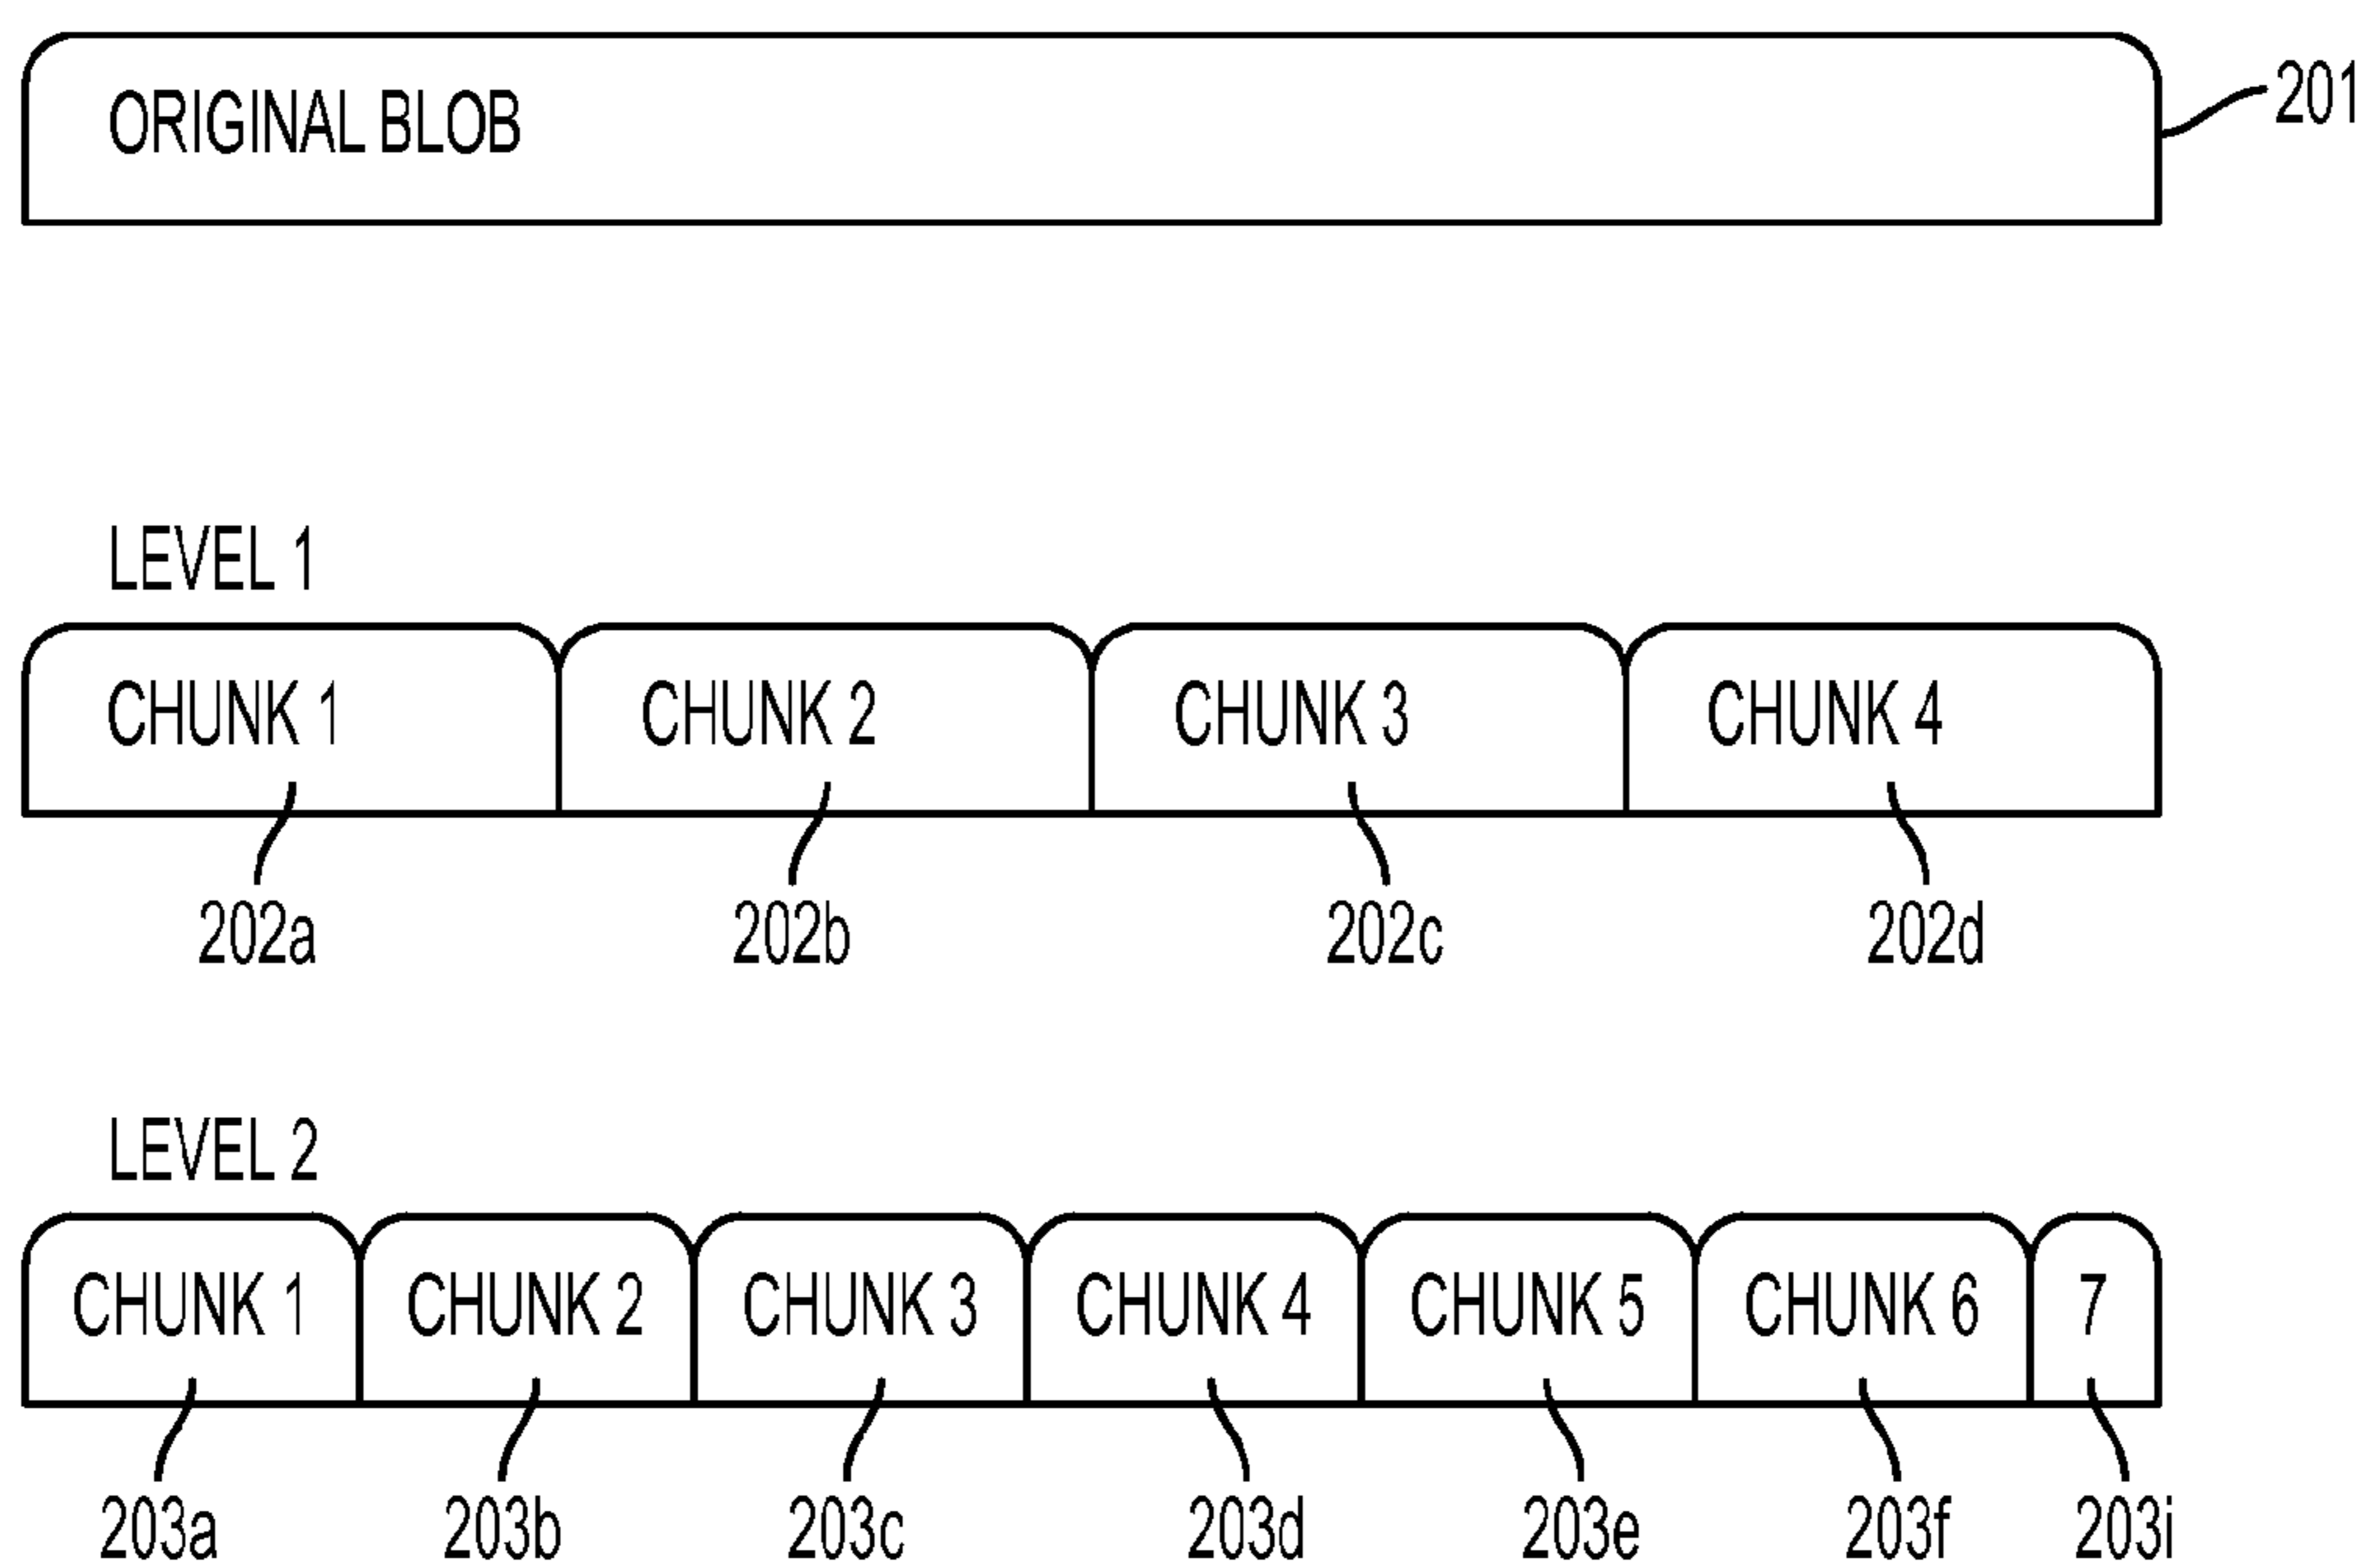 ORIGINAL BLOB
201
LEVEL 1
CHUNK 1 CHUNK 2 CHUNK 3 CHUNK 4
202a 202b 202c 202d
LEVEL 2
CHUNK 1 CHUNK 2 CHUNK 3 CHUNK 4 CHUNK 5 CHUNK 6 7
203a 203b 203c 203d 203e 203f 203i